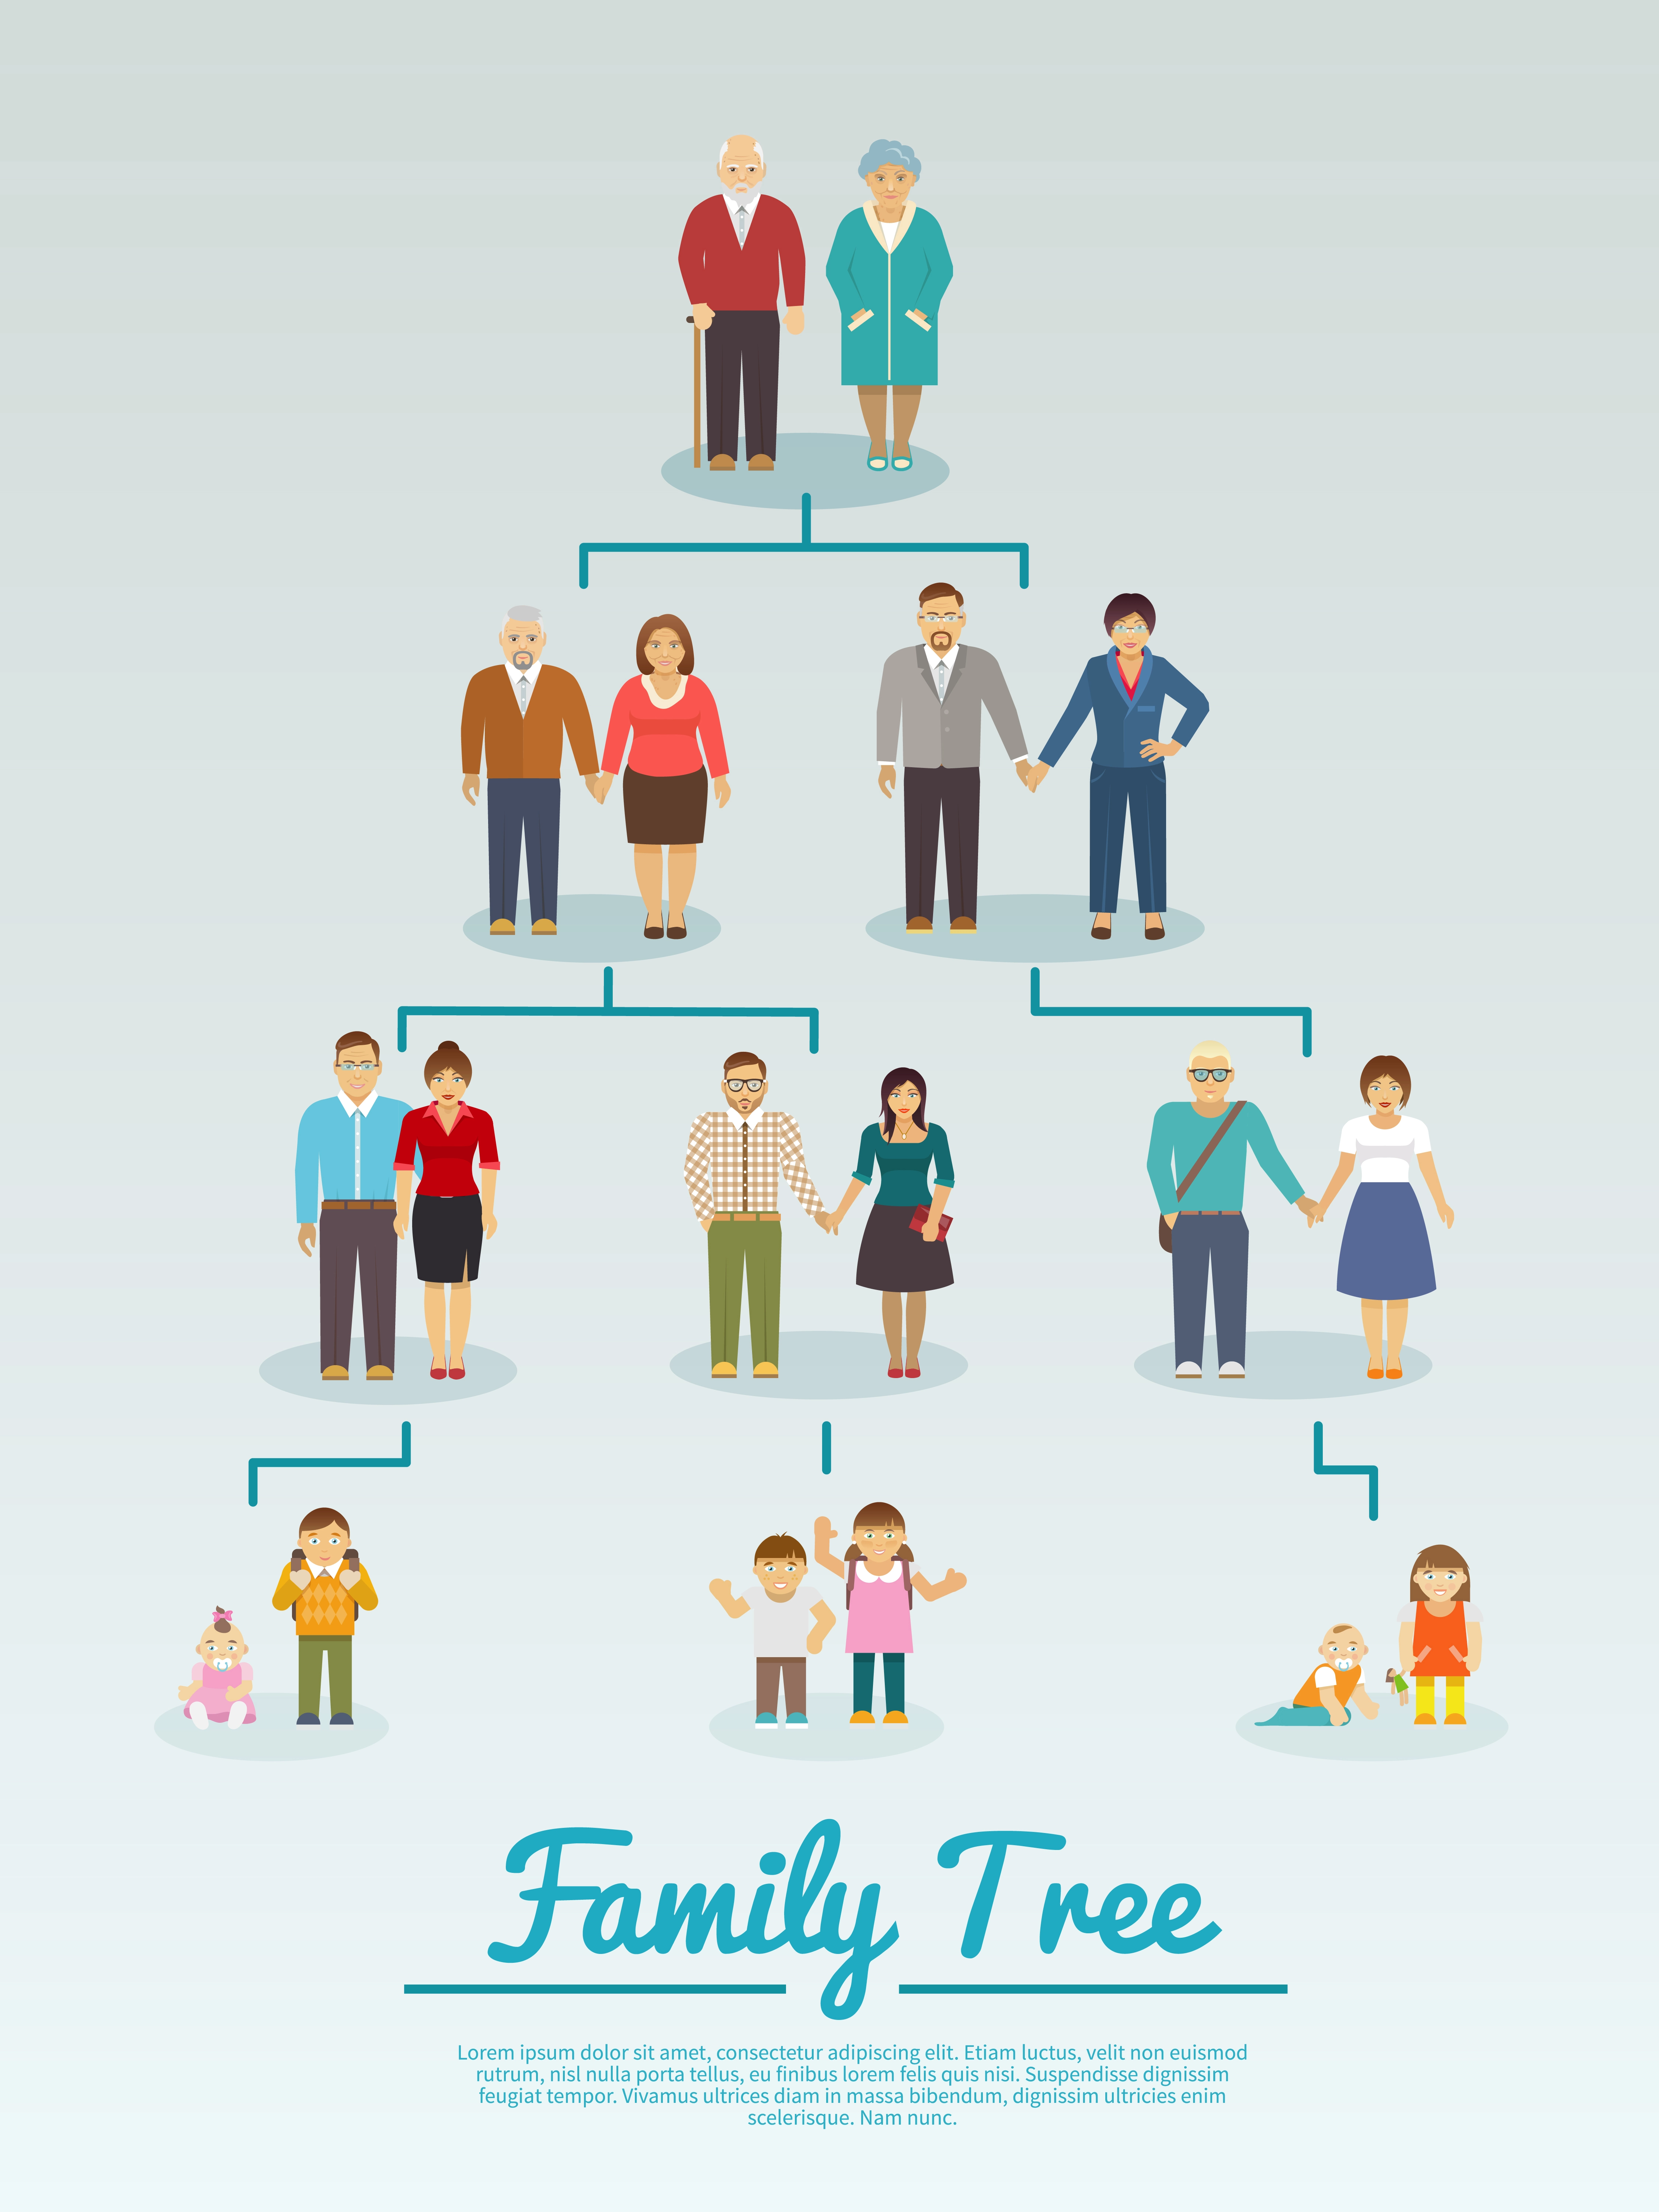 Family Tree
Lorem ipsum dolor sit amet, consectetur adipiscing elit. Etiam luctus, velit non euismod
rutrum, nisl nulla porta tellus, eu finibus lorem felis quis nisi. Suspendisse dignissim
feugiat tempor. Vivamus ultrices diam in massa bibendum, dignissim ultricies enim
scelerisque. Nam nunc.